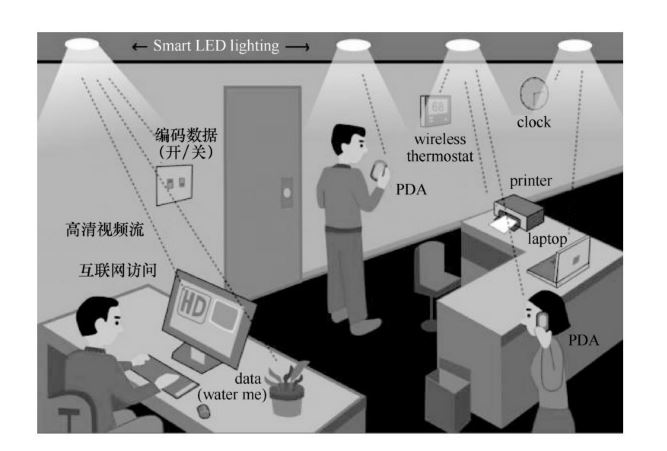 ← Smart LED lighting →
编码数据
(开/关)
高清视频流
互联网访问
HD
data
(water me)
PDA
68
wireless
thermostat
clock
printer
laptop
PDA